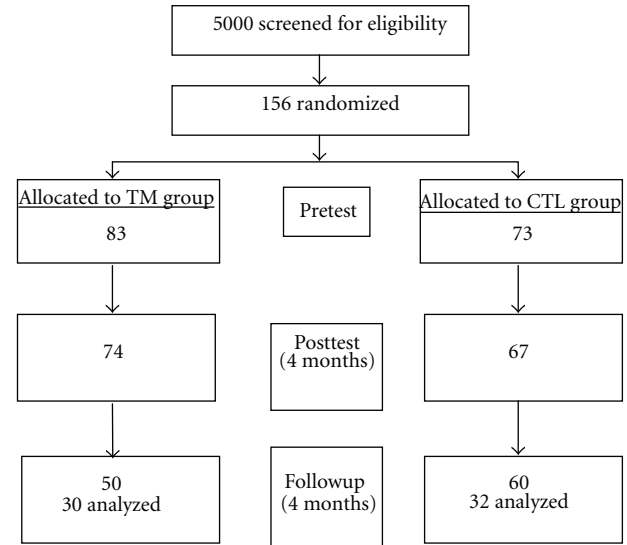 5000 screened for eligibility
156 randomized
Allocated to TM group
83
Pretest
Allocated to CTL group
73
74
Posttest
(4 months)
67
50
30 analyzed
Followup
(4 months)
60
32 analyzed